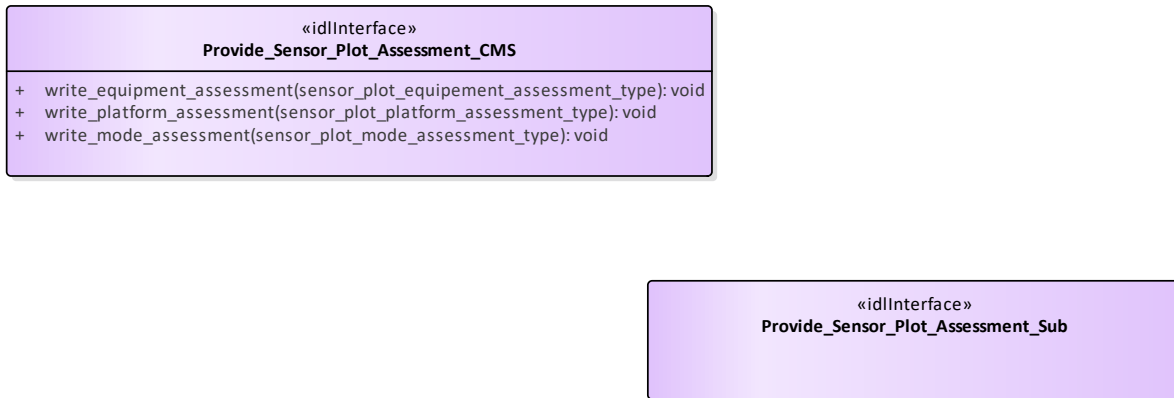 «idlInterface»
Provide_Sensor_Plot_Assessment_CMS
+ write_equipment_assessment(sensor_plot_equipement_assessment_type): void
+ write_platform_assessment(sensor_plot_platform_assessment_type): void
+ write_mode_assessment(sensor_plot_mode_assessment_type): void
«idlInterface»
Provide_Sensor_Plot_Assessment_Sub